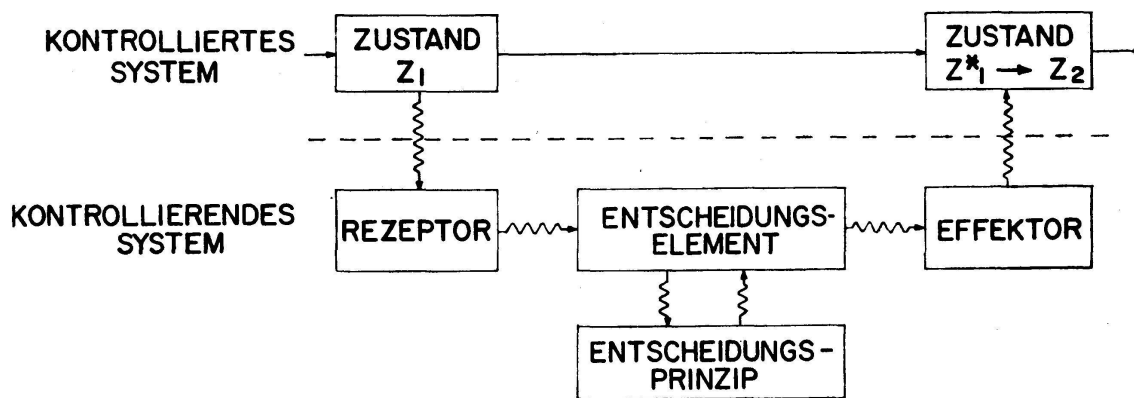 KONTROLLIERTES
SYSTEM
ZUSTAND
Z1
ZUSTAND
Z*1 → Z2
KONTROLLIERENDES
SYSTEM
REZEPTOR
ENTSCHEIDUNGS-
ELEMENT
EFFEKTOR
ENTSCHEIDUNGS-
PRINZIP